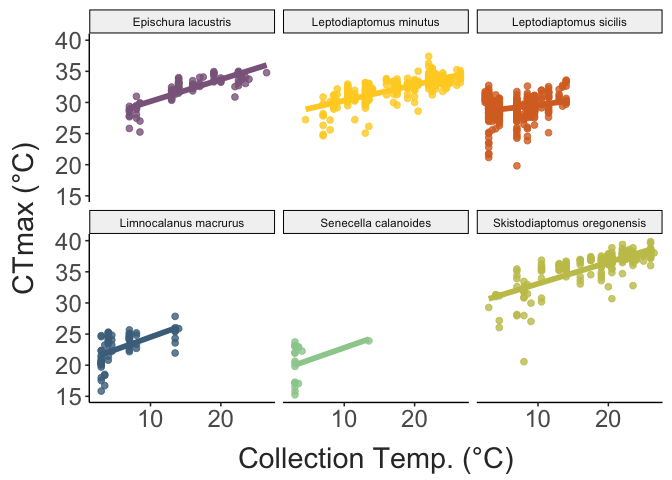 Epischura lacustris
Leptodiaptomus minutus
Leptodiaptomus sicilis
40
35
30
25
20
15
Limnocalanus macrurus
Senecella calanoides
Skistodiaptomus oregonensis
40
35
30
25
20
15
CTmax (°C)
10 20 10 20 10 20
Collection Temp. (°C)